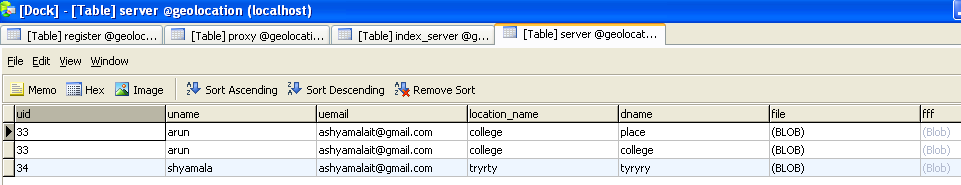 [Dock] - [Table] server @geolocation (localhost)
[Table] register @geoloc... [Table] proxy @geolocati... [Table] index_server @g... [Table] server @geolocat...
File Edit View Window
Memo Hex Image Sort Ascending Sort Descending Remove Sort
uid uname uemail location_name dname file fff
33 arun ashyamalait@gmail.com college place (BLOB) (Blob)
33 arun ashyamalait@gmail.com college college (BLOB) (Blob)
34 shyamala ashyamalait@gmail.com tryrty tyryry (BLOB) (Blob)